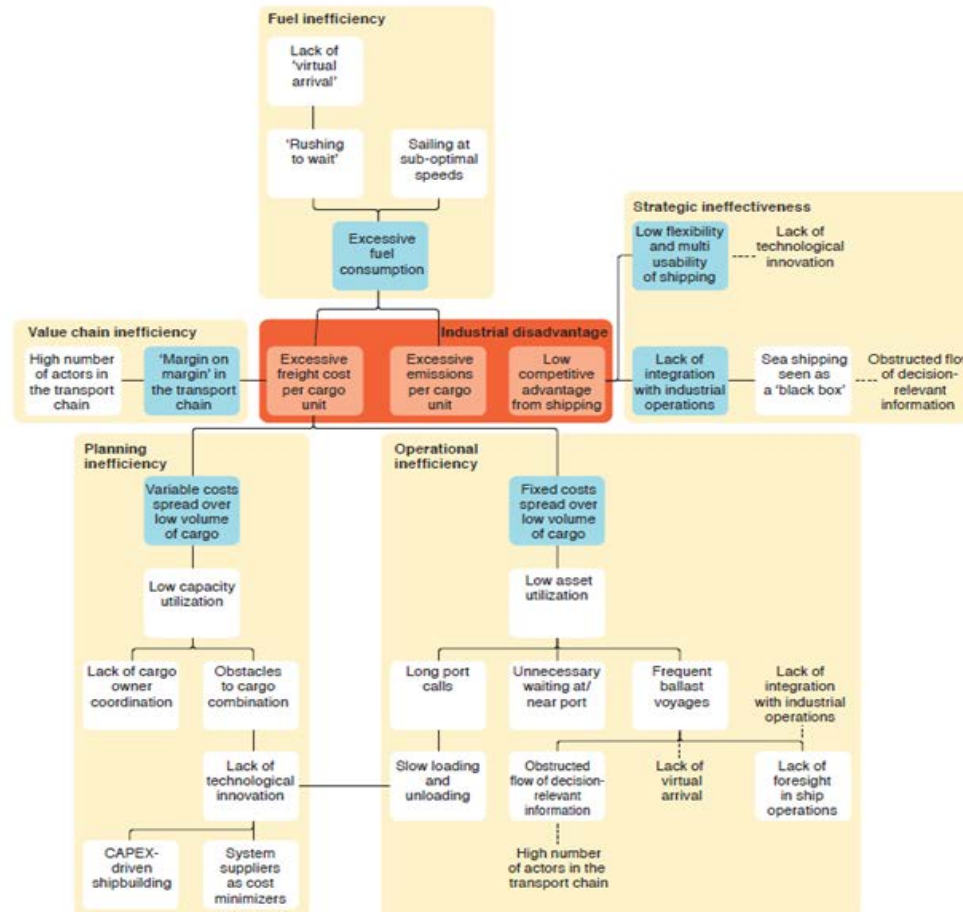 Fuel inefficiency
Lack of
'virtual
arrival'
'Rushing
to wait'
Sailing at
sub-optimal
speeds
Excessive
fuel
consumption
Strategic ineffectiveness
Low flexibility
and multi
usability
of shipping
Lack of
technological
innovation
Value chain inefficiency
High number
of actors in
the transport
chain
'Margin on
margin' in
the transport
chain
Industrial disadvantage
Excessive
freight cost
per cargo
unit
Excessive
emissions per
cargo unit
Low
competitive
advantage
from shipping
Lack of
integration
with industrial
operations
Sea shipping
seen as
a 'black box'
Obstructed flow
of decision-
relevant
information
Planning
inefficiency
Variable costs
spread over
low volume
of cargo
Low capacity
utilization
Lack of cargo
owner
coordination
Obstacles
to cargo
combination
Lack of
technological
innovation
CAPEX-
driven
shipbuilding
System
suppliers
as cost
minimizers
Operational
inefficiency
Fixed costs
spread over
low volume
of cargo
Low asset
utilization
Long port
calls
Unnecessary
waiting at/
near port
Frequent
ballast
voyages
Lack of
integration
with industrial
operations
Slow loading
and
unloading
Obstructed
flow of decision-
relevant
information
Lack of
virtual
arrival
Lack of
foresight
in ship
operations
High number
of actors in the
transport chain